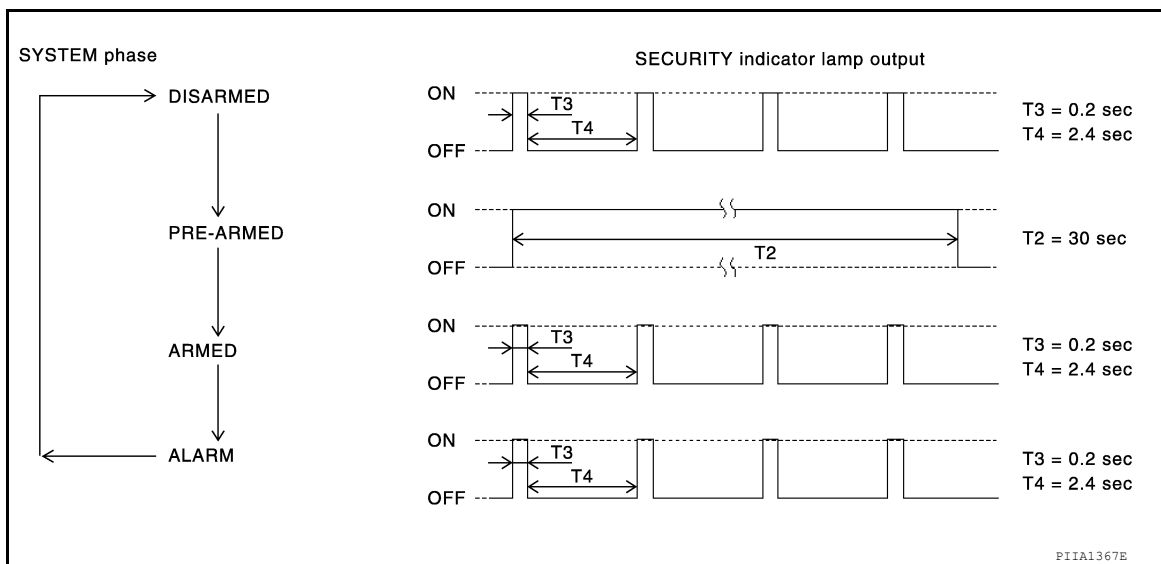 SYSTEM phase
SECURITY indicator lamp output
DISARMED
ON
OFF
T3
T4
T3 = 0.2 sec
T4 = 2.4 sec
PRE-ARMED
ON
OFF
T2
T2 = 30 sec
ARMED
ON
OFF
T3
T4
T3 = 0.2 sec
T4 = 2.4 sec
ALARM
ON
OFF
T3
T4
T3 = 0.2 sec
T4 = 2.4 sec
PIIA1367E